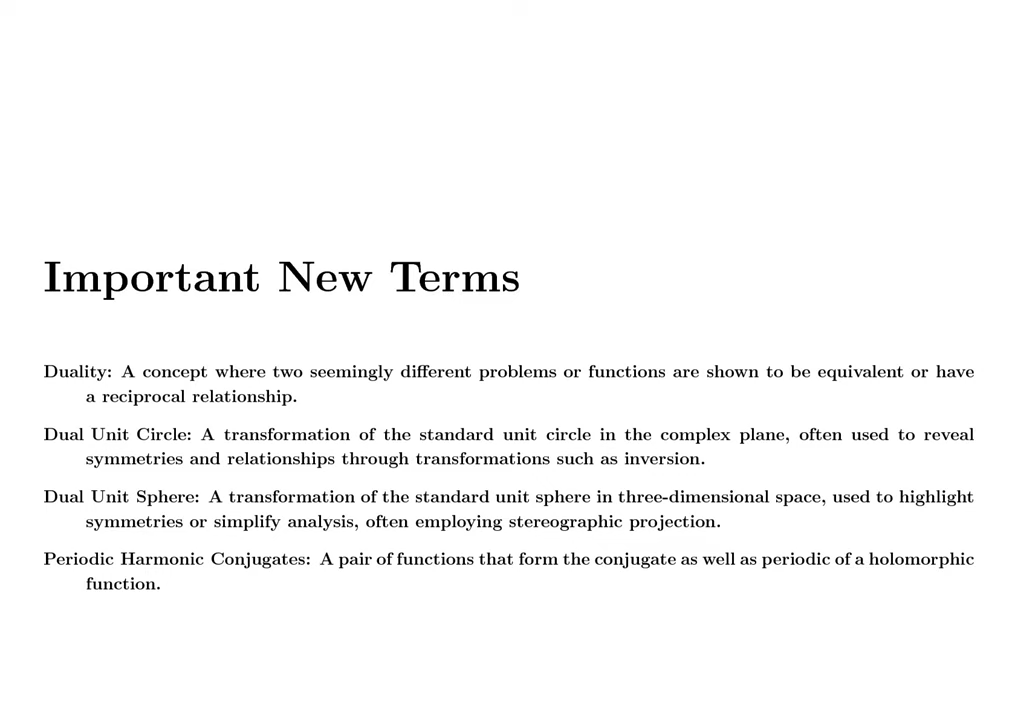 Important New Terms
Duality: A concept where two seemingly different problems or functions are shown to be equivalent or have
a reciprocal relationship.
Dual Unit Circle: A transformation of the standard unit circle in the complex plane, often used to reveal
symmetries and relationships through transformations such as inversion.
Dual Unit Sphere: A transformation of the standard unit sphere in three-dimensional space, used to highlight
symmetries or simplify analysis, often employing stereographic projection.
Periodic Harmonic Conjugates: A pair of functions that form the conjugate as well as periodic of a holomorphic
function.